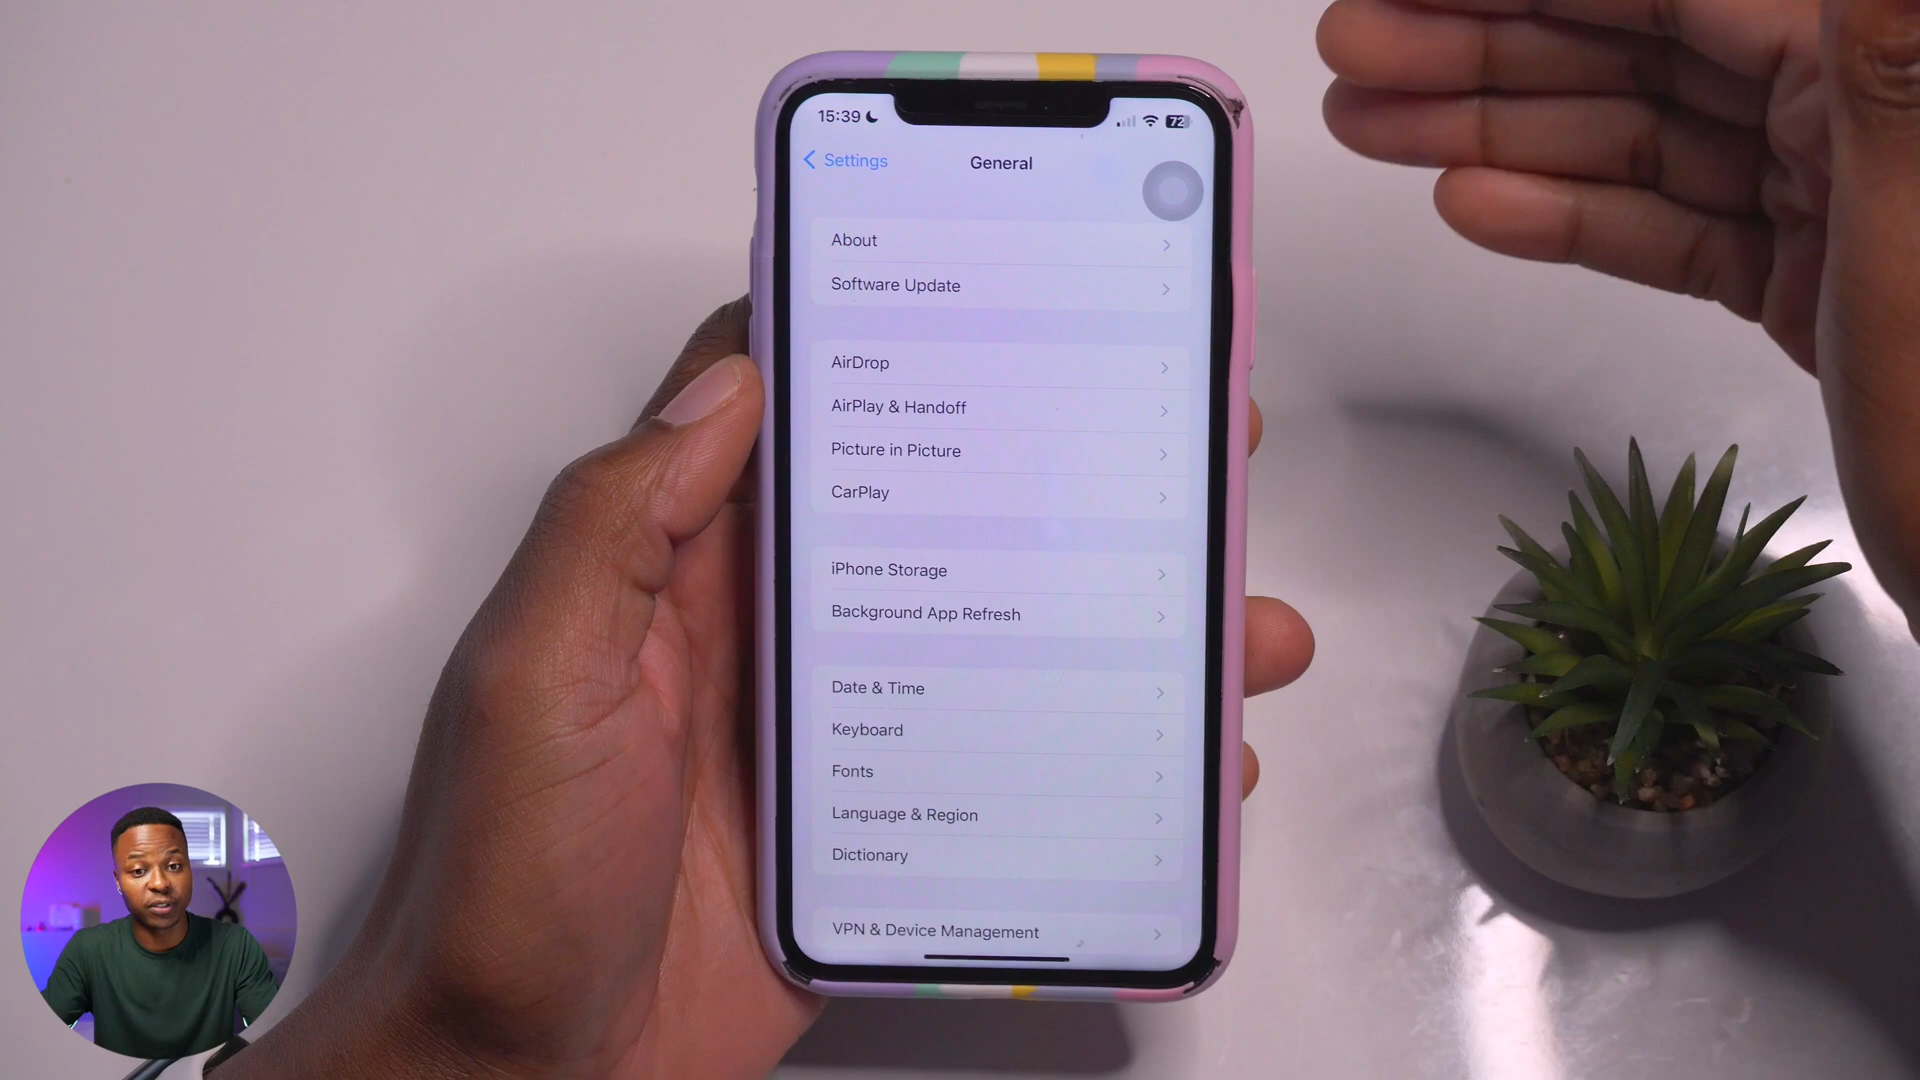 15:39
72
Settings
General
About
Software Update
AirDrop
AirPlay & Handoff
Picture in Picture
CarPlay
iPhone Storage
Background App Refresh
Date & Time
Keyboard
Fonts
Language & Region
Dictionary
VPN & Device Management